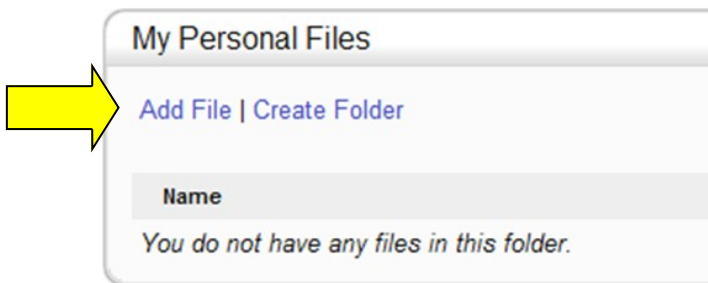 My Personal Files
Add File | Create Folder
Name
You do not have any files in this folder.